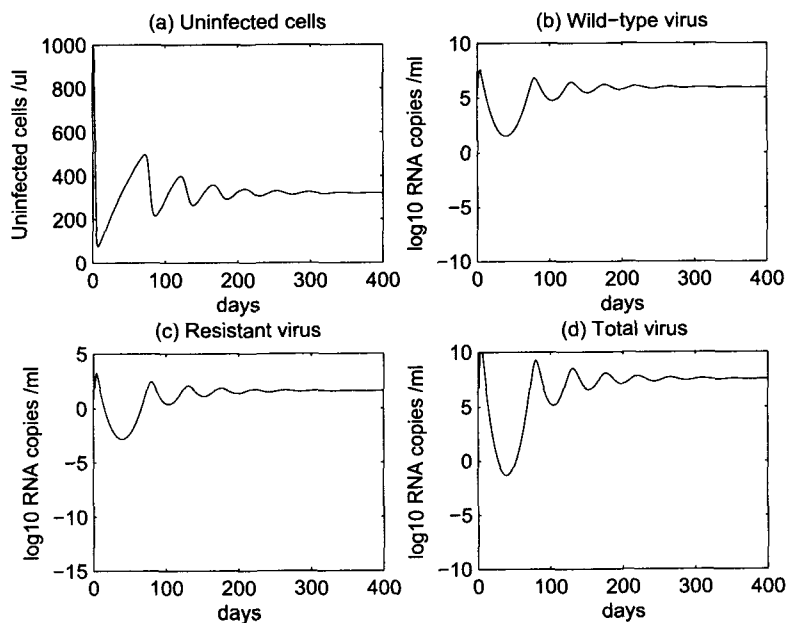 (a) Uninfected cells
Uninfected cells /ul
1000
800
600
400
200
0
0 100 200 300 400
days
(b) Wild−type virus
log10 RNA copies /ml
10
5
0
−5
−10
0 100 200 300 400
days
(c) Resistant virus
log10 RNA copies /ml
5
0
−5
−10
−15
0 100 200 300 400
days
(d) Total virus
log10 RNA copies /ml
10
5
0
−5
−10
0 100 200 300 400
days